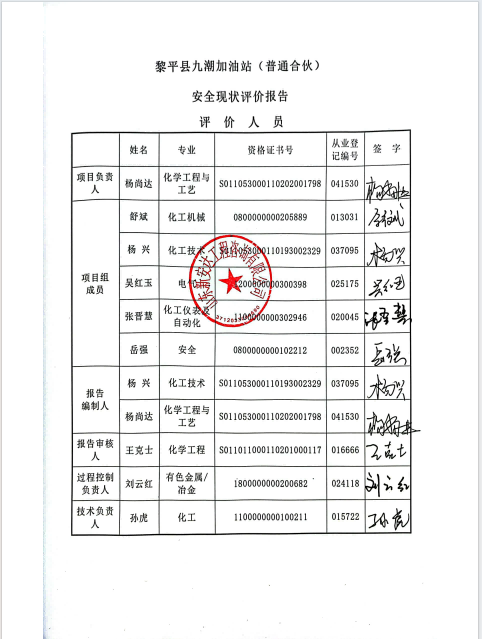 黎平县九潮加油站（普通合伙）
安全现状评价报告
评 价 人 员
姓名 专业 资格证书号 从业登记编号 签 字
项目负责人 杨尚达 化学工程与工艺 S011053000110202001798 041530 杨尚达
项目组成员 舒斌 化工机械 0800000000205889 013031 舒斌
杨 兴 化工技术 S011053000110193002329 037095 杨兴
吴红玉 电气 200000000300398 025175 吴红玉
张晋慧 化工仪表及自动化 1100000000302946 020045 张晋慧
岳强 安全 0800000000102212 002352 岳强
报告编制人 杨 兴 化工技术 S011053000110193002329 037095 杨兴
杨尚达 化学工程与工艺 S011053000110202001798 041530 杨尚达
报告审核人 王克士 化学工程 S011011000110201000117 016666 王克士
过程控制负责人 刘云红 有色金属/冶金 1800000000200682 024118 刘云红
技术负责人 孙虎 化工 1100000000100211 015722 孙虎